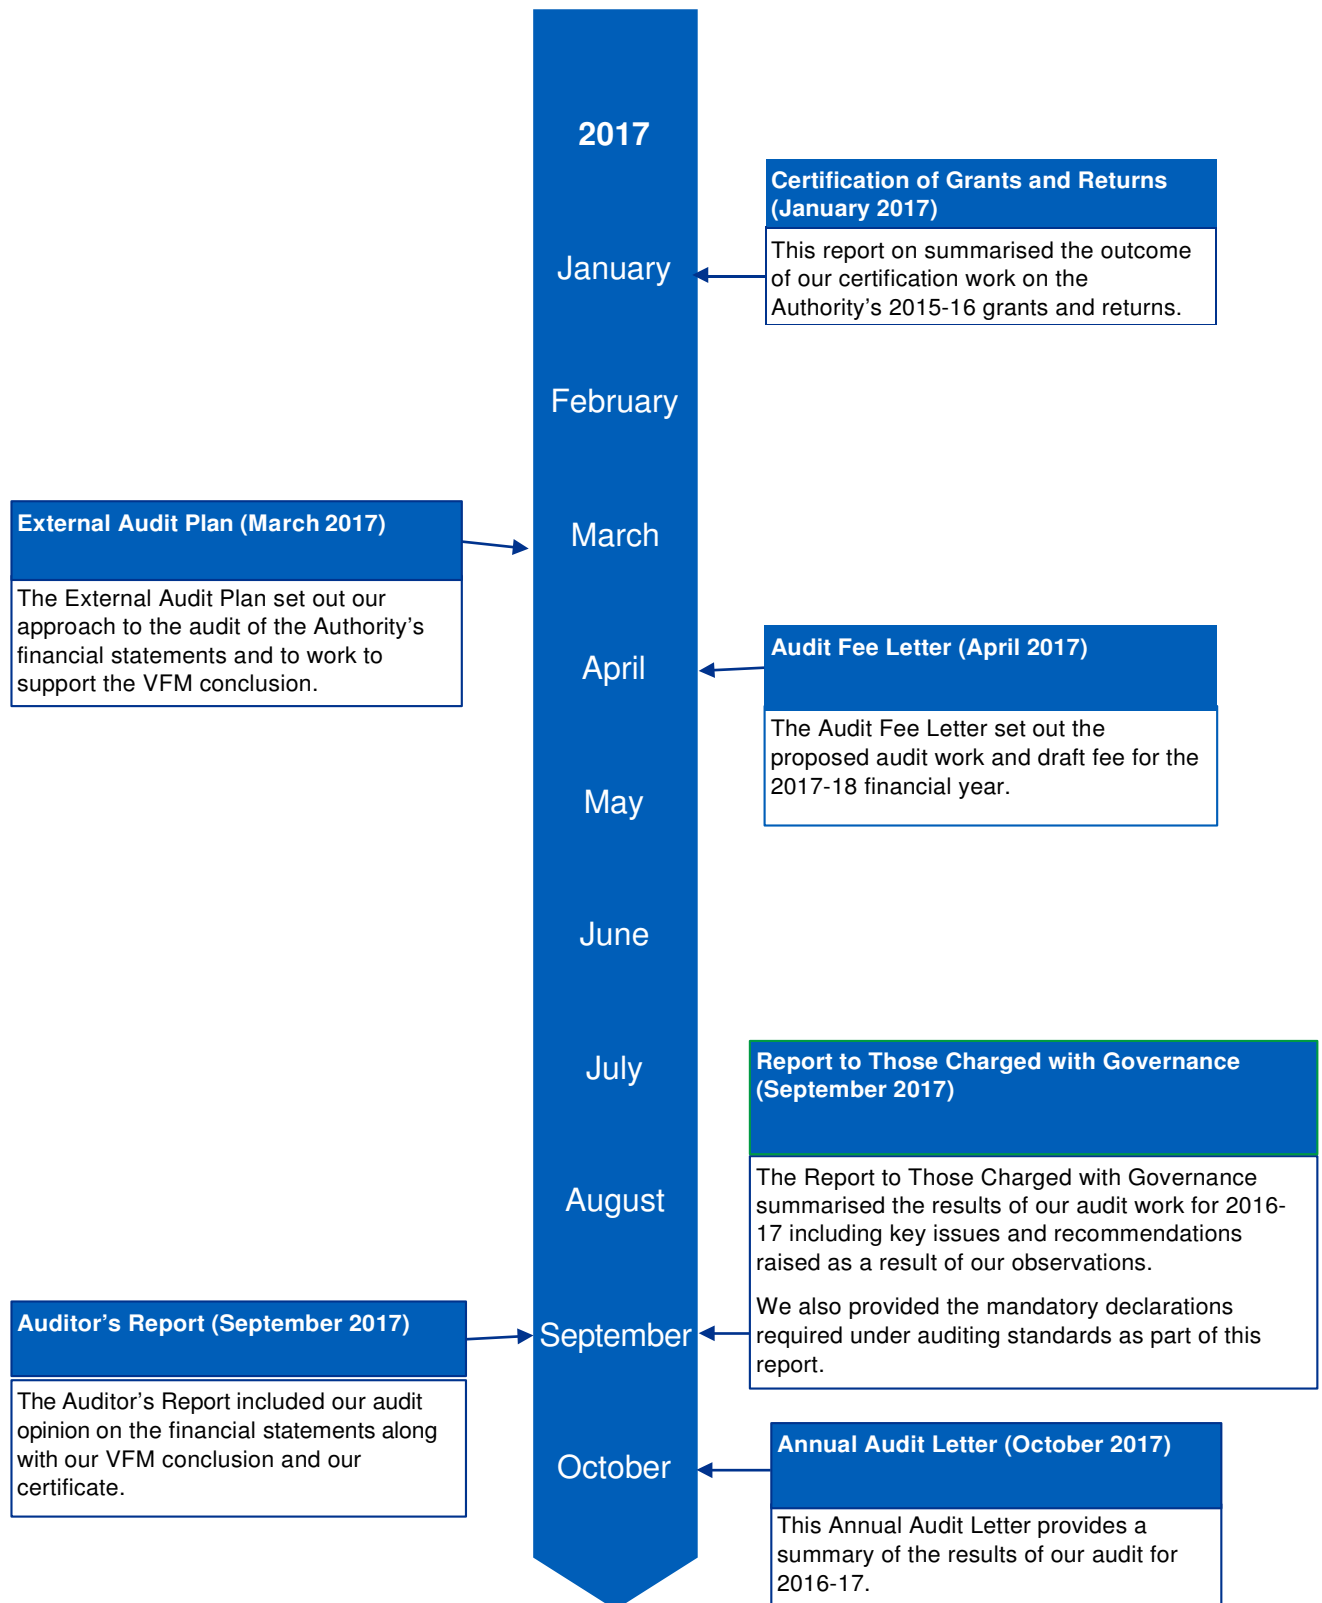 2017
Certification of Grants and Returns
(January 2017)
This report on summarised the outcome
of our certification work on the
Authority’s 2015-16 grants and returns.
January
February
External Audit Plan (March 2017)
The External Audit Plan set out our
approach to the audit of the Authority’s
financial statements and to work to
support the VFM conclusion.
March
April
Audit Fee Letter (April 2017)
The Audit Fee Letter set out the
proposed audit work and draft fee for the
2017-18 financial year.
May
June
July
Report to Those Charged with Governance
(September 2017)
The Report to Those Charged with Governance
summarised the results of our audit work for 2016-
17 including key issues and recommendations
raised as a result of our observations.
We also provided the mandatory declarations
required under auditing standards as part of this
report.
August
Auditor’s Report (September 2017)
The Auditor’s Report included our audit
opinion on the financial statements along
with our VFM conclusion and our
certificate.
September
October
Annual Audit Letter (October 2017)
This Annual Audit Letter provides a
summary of the results of our audit for
2016-17.